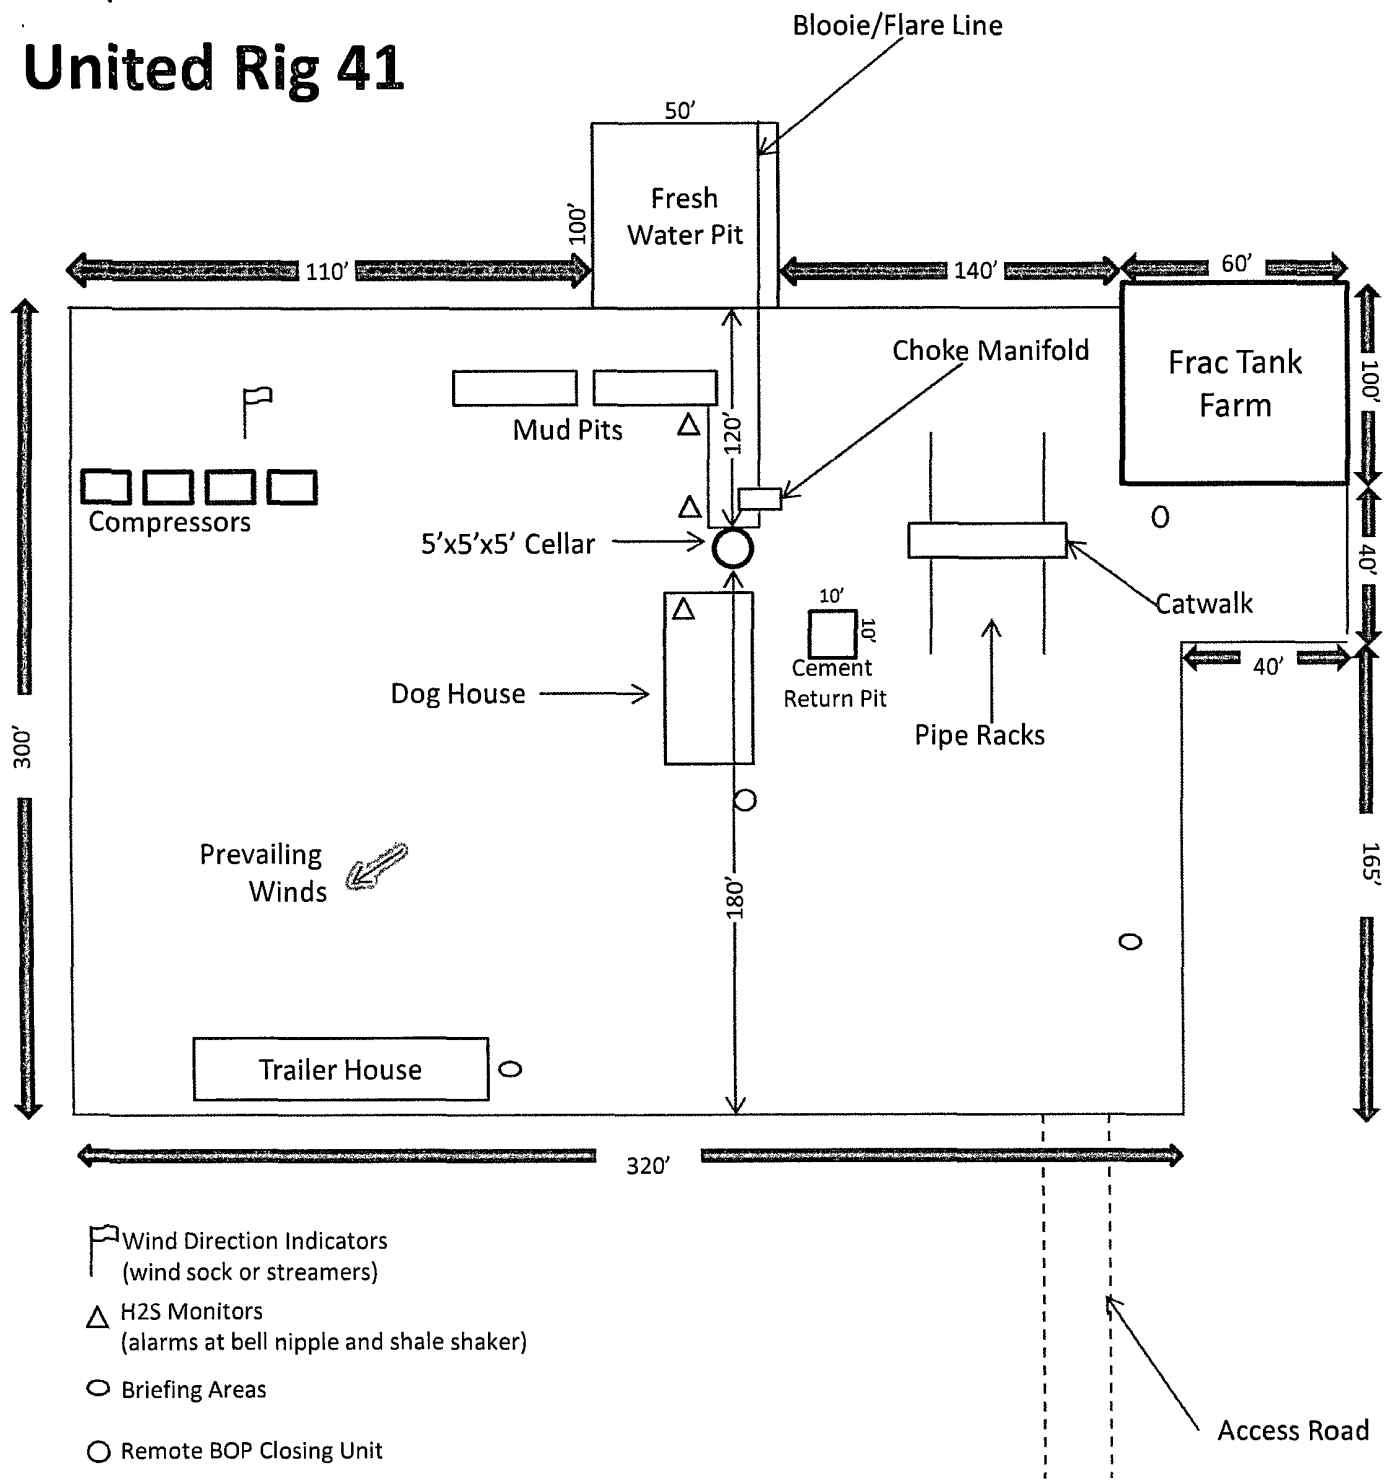 United Rig 41
Blooie/Flare Line
50'
Fresh
Water Pit
100'
110'
140'
60'
Choke Manifold
Frac Tank
Farm
100'
Mud Pits
120'
Compressors
5'x5'x5' Cellar
40'
10'
10'
Catwalk
Cement
Return Pit
40'
Dog House
Pipe Racks
300'
Prevailing
Winds
180'
165'
Trailer House
320'
Wind Direction Indicators
(wind sock or streamers)
H2S Monitors
(alarms at bell nipple and shale shaker)
Briefing Areas
Remote BOP Closing Unit
Access Road